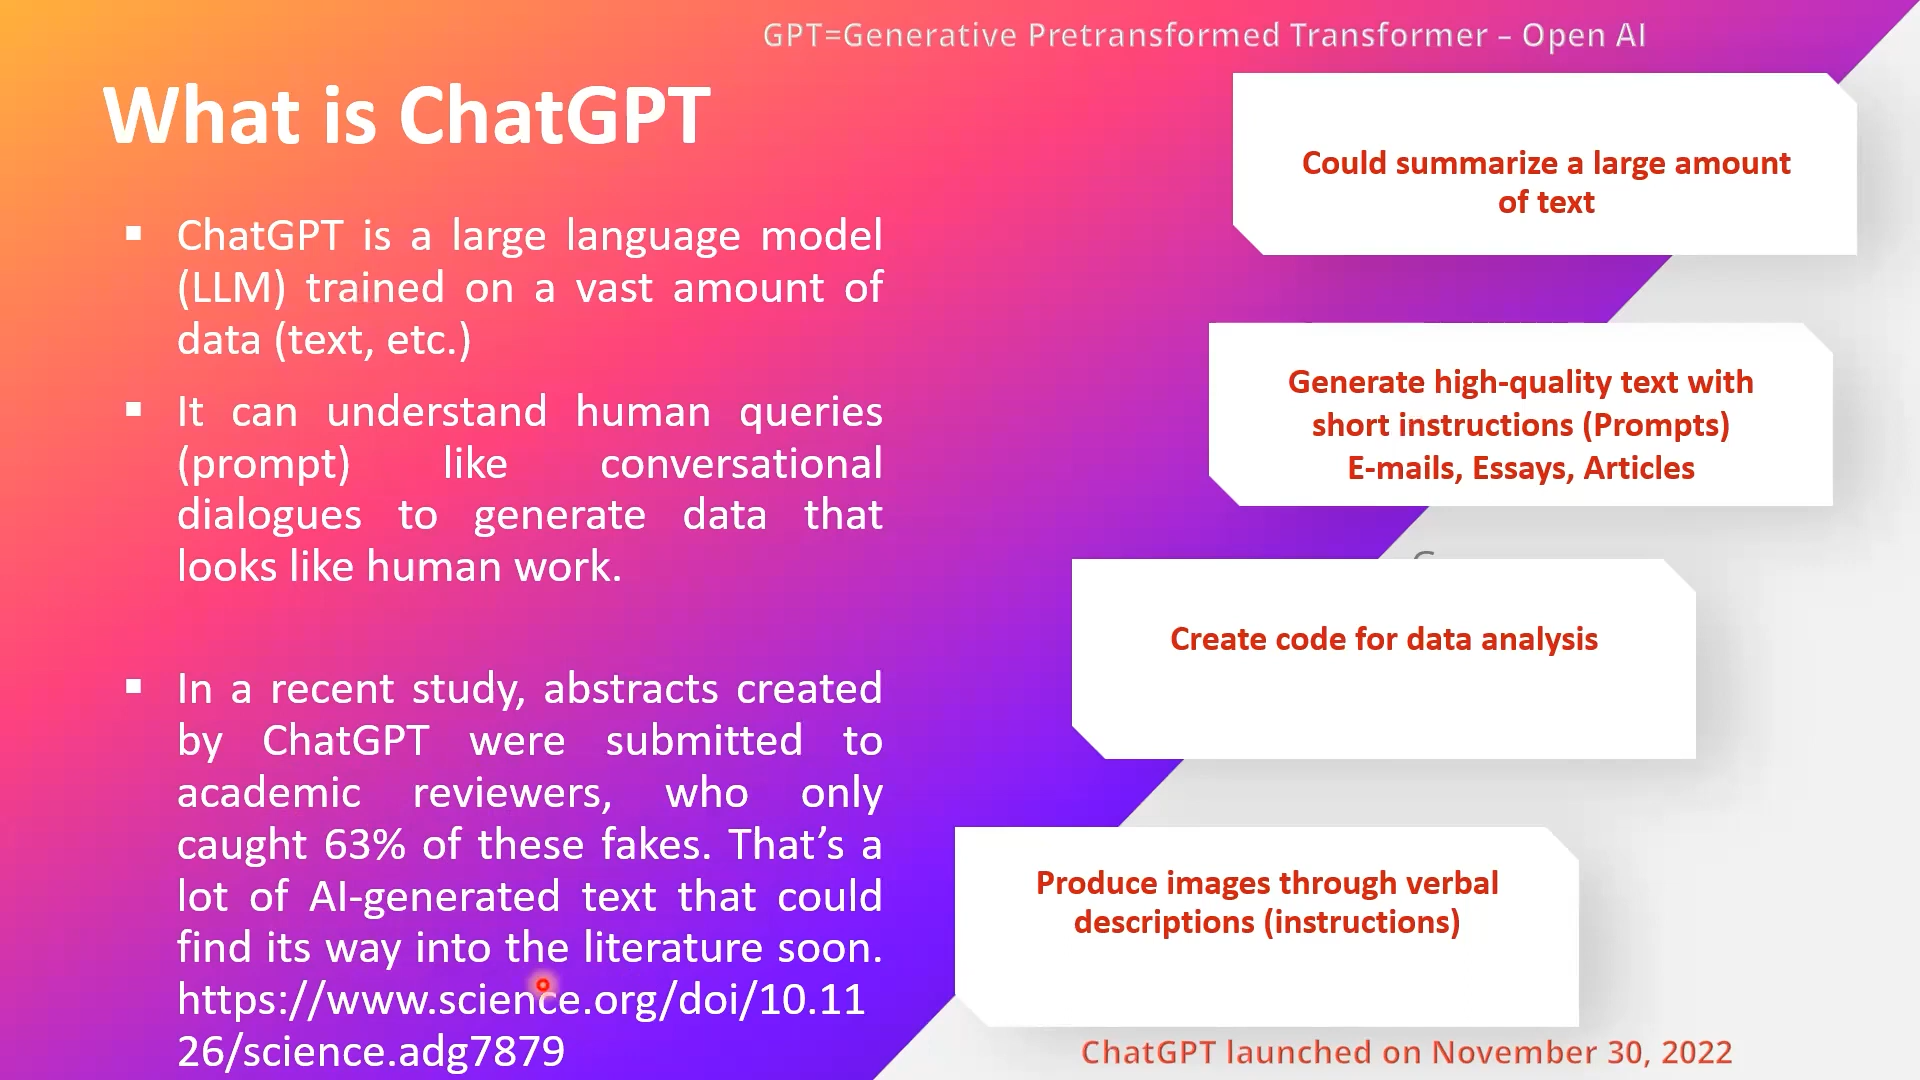 GPT=Generative Pretransformed Transformer – Open AI
What is ChatGPT
ChatGPT is a large language model
(LLM) trained on a vast amount of
data (text, etc.)
It can understand human queries
(prompt) like conversational
dialogues to generate data that
looks like human work.
In a recent study, abstracts created
by ChatGPT were submitted to
academic reviewers, who only
caught 63% of these fakes. That’s a
lot of AI-generated text that could
find its way into the literature soon.
https://www.science.org/doi/10.11
26/science.adg7879
Could summarize a large amount
of text
Generate high-quality text with
short instructions (Prompts)
E-mails, Essays, Articles
Create code for data analysis
Produce images through verbal
descriptions (instructions)
ChatGPT launched on November 30, 2022